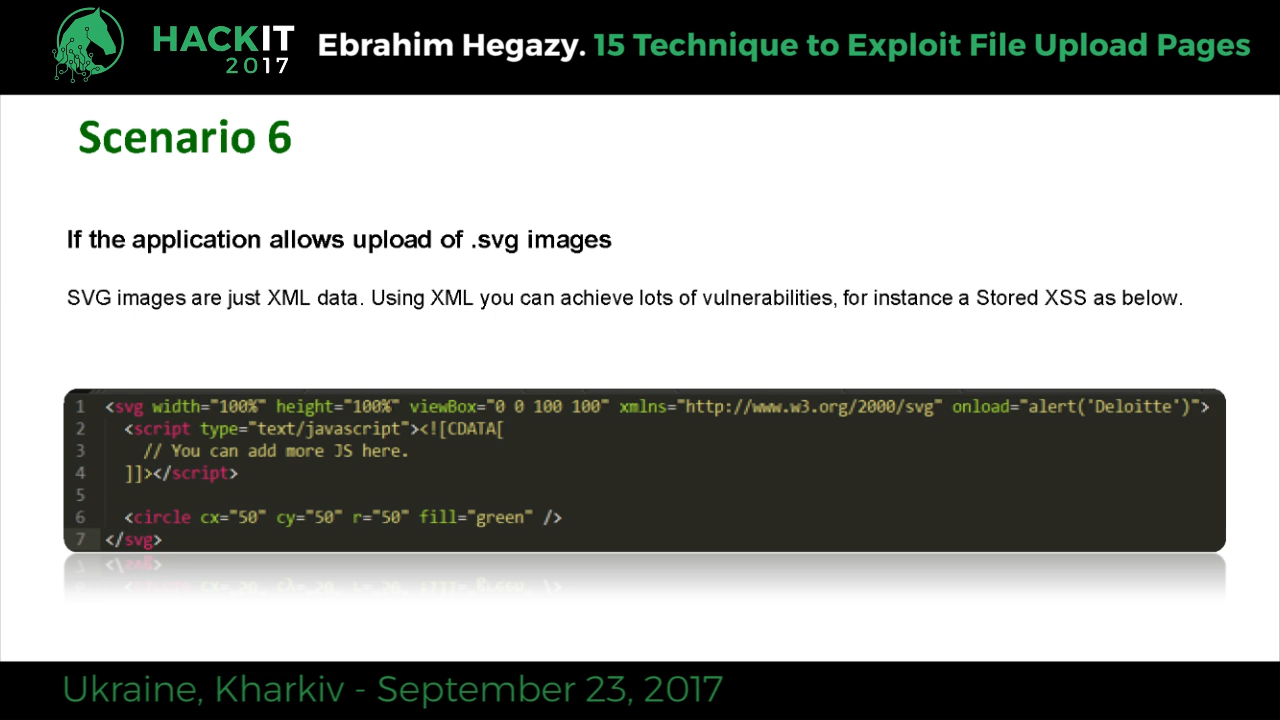 HACKIT
2017
Ebrahim Hegazy. 15 Technique to Exploit File Upload Pages
Scenario 6
If the application allows upload of .svg images
SVG images are just XML data. Using XML you can achieve lots of vulnerabilities, for instance a Stored XSS as below.
1 <svg width="100%" height="100%" viewBox="0 0 100 100" xmlns="http://www.w3.org/2000/svg" onload="alert('Deloitte')">
2 <script type="text/javascript"><![CDATA[
3 // You can add more JS here.
4 ]]></script>
5
6 <circle cx="50" cy="50" r="50" fill="green" />
7 </svg>
Ukraine, Kharkiv - September 23, 2017